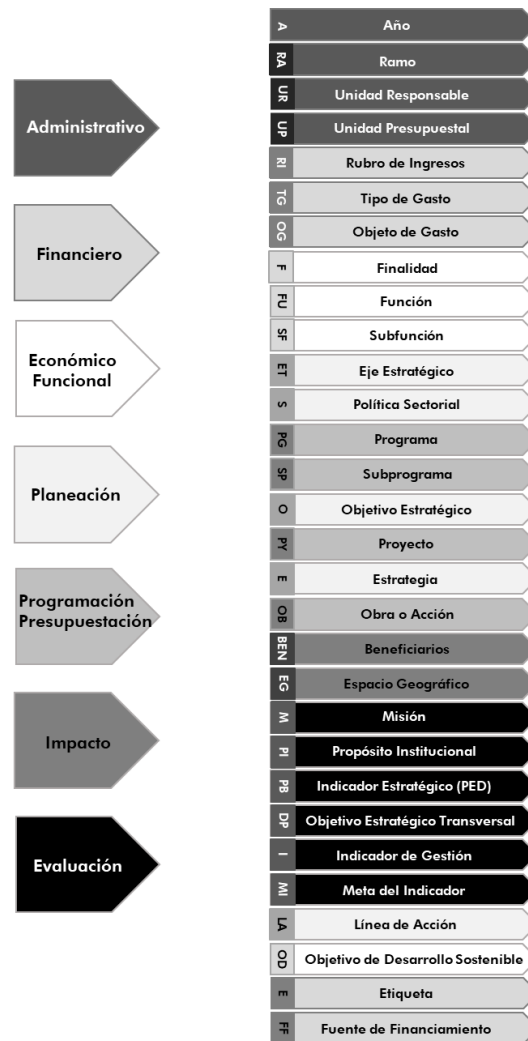 Administrativo
Financiero
Económico
Funcional
Planeación
Programación
Presupuestación
Impacto
Evaluación
A Año
RA Ramo
UR Unidad Responsable
UP Unidad Presupuestal
RI Rubro de Ingresos
TG Tipo de Gasto
OG Objeto de Gasto
F Finalidad
FU Función
SF Subfunción
ET Eje Estratégico
S Política Sectorial
PG Programa
SP Subprograma
O Objetivo Estratégico
PY Proyecto
E Estrategia
OB Obra o Acción
BEN Beneficiarios
EG Espacio Geográfico
M Misión
PI Propósito Institucional
PB Indicador Estratégico (PED)
DP Objetivo Estratégico Transversal
I Indicador de Gestión
MI Meta del Indicador
LA Línea de Acción
OD Objetivo de Desarrollo Sostenible
E Etiqueta
FF Fuente de Financiamiento